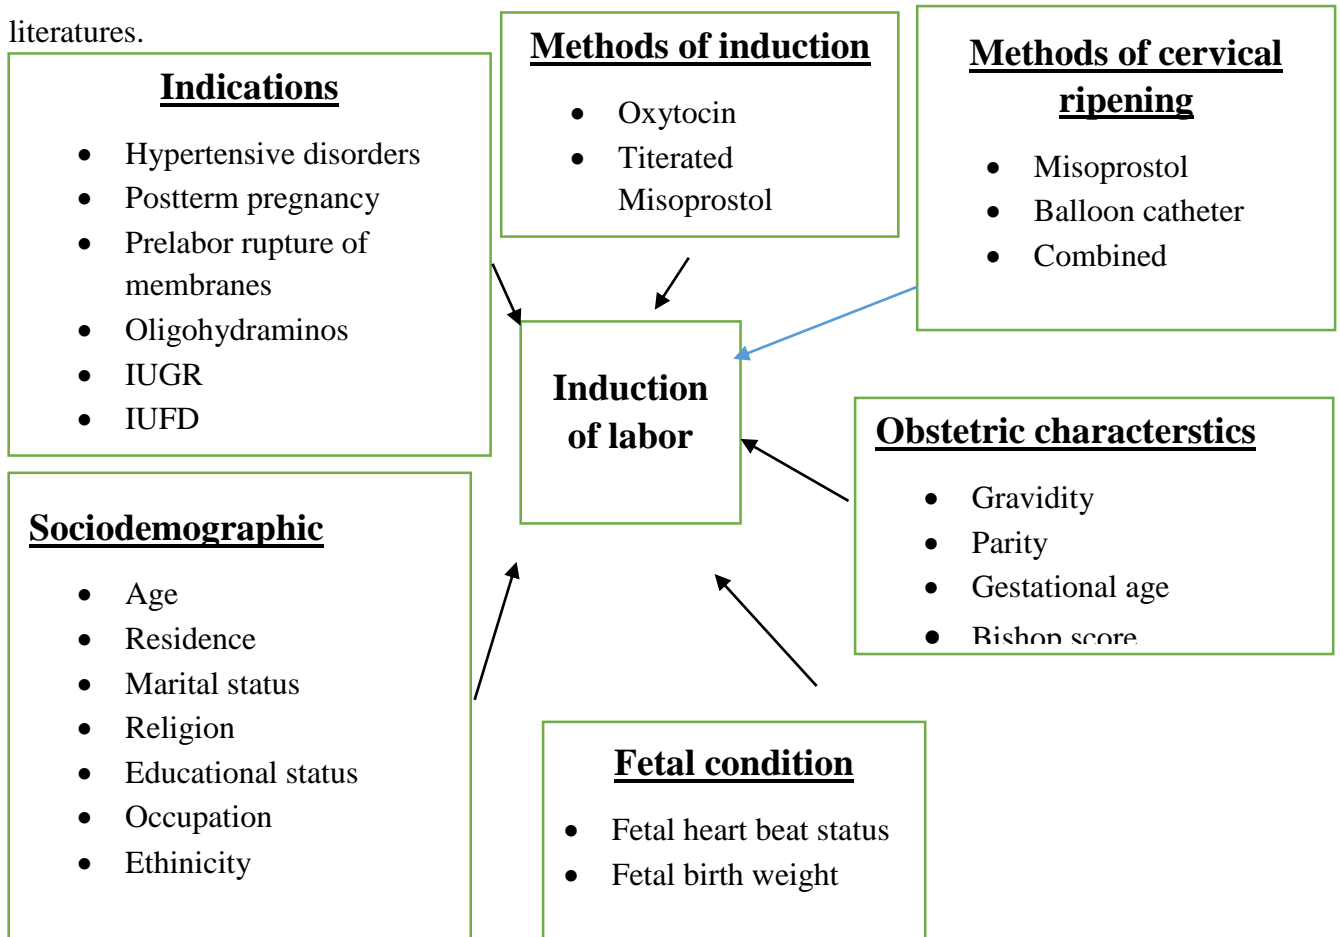 literatures.
Indications
• Hypertensive disorders
• Postterm pregnancy
• Prelabor rupture of
membranes
• Oligohydraminos
• IUGR
• IUFD
Methods of induction
• Oxytocin
• Titerated
Misoprostol
Methods of cervical
ripening
• Misoprostol
• Balloon catheter
• Combined
Induction
of labor
Obstetric characterstics
• Gravidity
• Parity
• Gestational age
• Bishop score
Sociodemographic
• Age
• Residence
• Marital status
• Religion
• Educational status
• Occupation
• Ethinicity
Fetal condition
• Fetal heart beat status
• Fetal birth weight